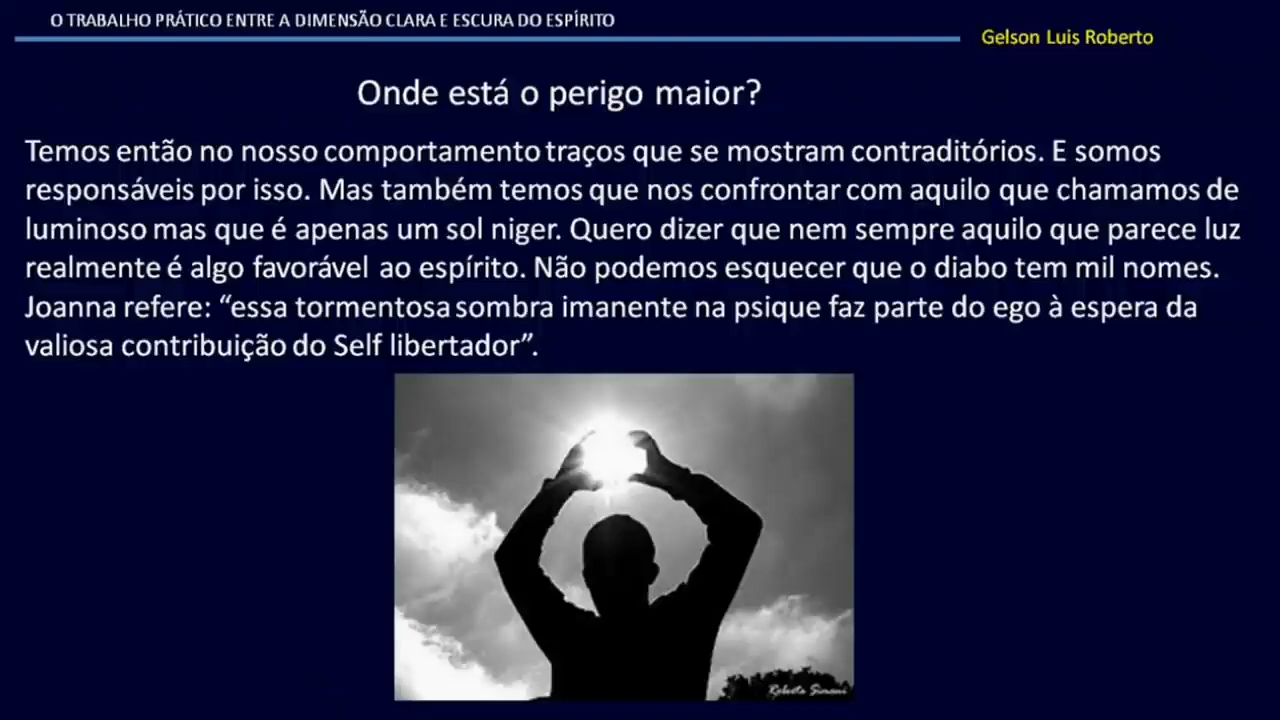 O TRABALHO PRÁTICO ENTRE A DIMENSÃO CLARA E ESCURA DO ESPÍRITO
Gelson Luis Roberto
Onde está o perigo maior?
Temos então no nosso comportamento traços que se mostram contraditórios. E somos
responsáveis por isso. Mas também temos que nos confrontar com aquilo que chamamos de
luminoso mas que é apenas um sol niger. Quero dizer que nem sempre aquilo que parece luz
realmente é algo favorável ao espírito. Não podemos esquecer que o diabo tem mil nomes.
Joanna refere: “essa tormentosa sombra imanente na psique faz parte do ego à espera da
valiosa contribuição do Self libertador”.
Roberto Simoni